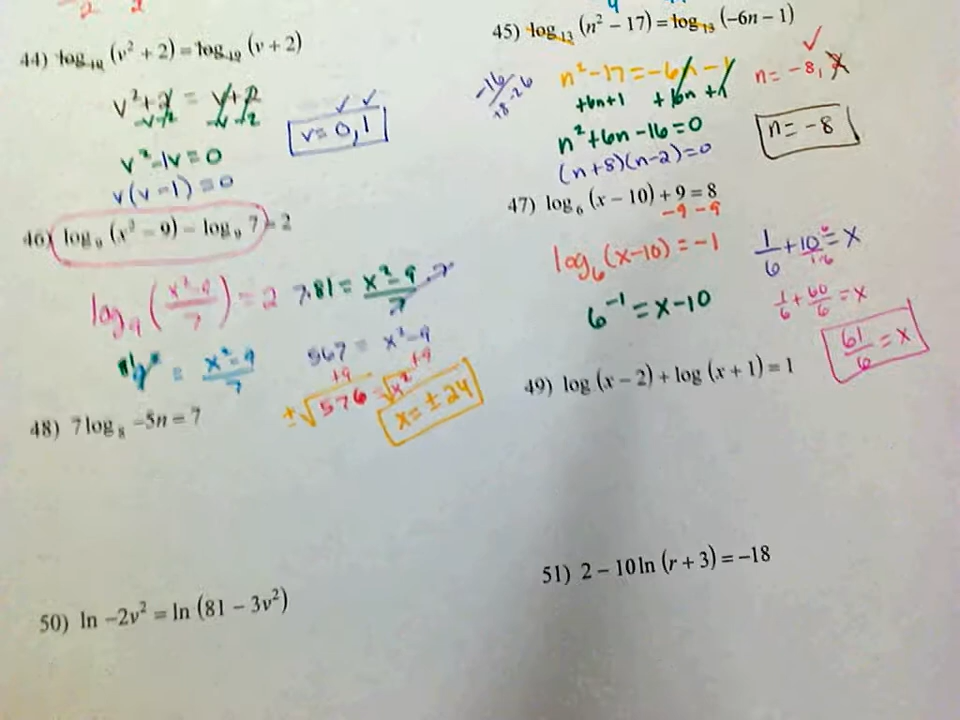 44) log₁₉ (v² + 2) = log₁₉ (v + 2)
v² + 2 = v + 2
-v -2 -v -2
v² - 1v = 0
v(v - 1) = 0
✓ ✓
v = 0, 1
45) log₁₃ (n² − 17) = log₁₃ (−6n − 1)
n² - 17 = -6n - 1
+6n+1 +6n +1
n² + 6n - 16 = 0
(n+8)(n-2) = 0
-16
8 -2 6
✓
n = -8,
n = -8
46) log₉ (x² − 9) − log₉ 7 = 2
log₉ (x²-9/7) = 2
= x²-9/7
7·81 = x²-9/7 · 7
567 = x²-9
+9 +9
±√576 = √x²
x = ±24
47) log₆ (x − 10) + 9 = 8
-9 -9
log₆ (x-10) = -1
6⁻¹ = x-10
1/6 + 10 = x
1/6 + 60/6 = x
61/6 = x
48) 7 log₈ −5n = 7
49) log (x − 2) + log (x + 1) = 1
50) ln −2v² = ln (81 − 3v²)
51) 2 − 10 ln (r + 3) = −18